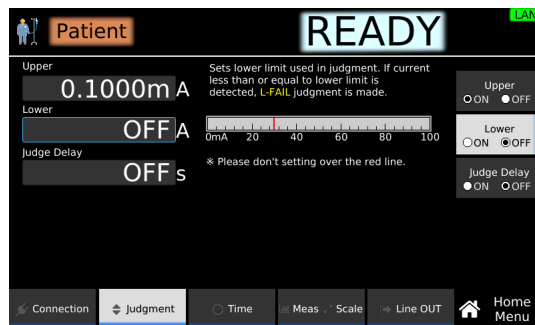 LAN
Patient
READY
Upper
0.1000m A
Lower
OFF A
Judge Delay
OFF s
Sets lower limit used in judgment. If current
less than or equal to lower limit is
detected, L-FAIL judgment is made.
0mA 20 40 60 80 100
※ Please don't setting over the red line.
Upper
ON OFF
Lower
ON OFF
Judge Delay
ON OFF
Connection
Judgment
Time
Meas Scale
Line OUT
Home
Menu